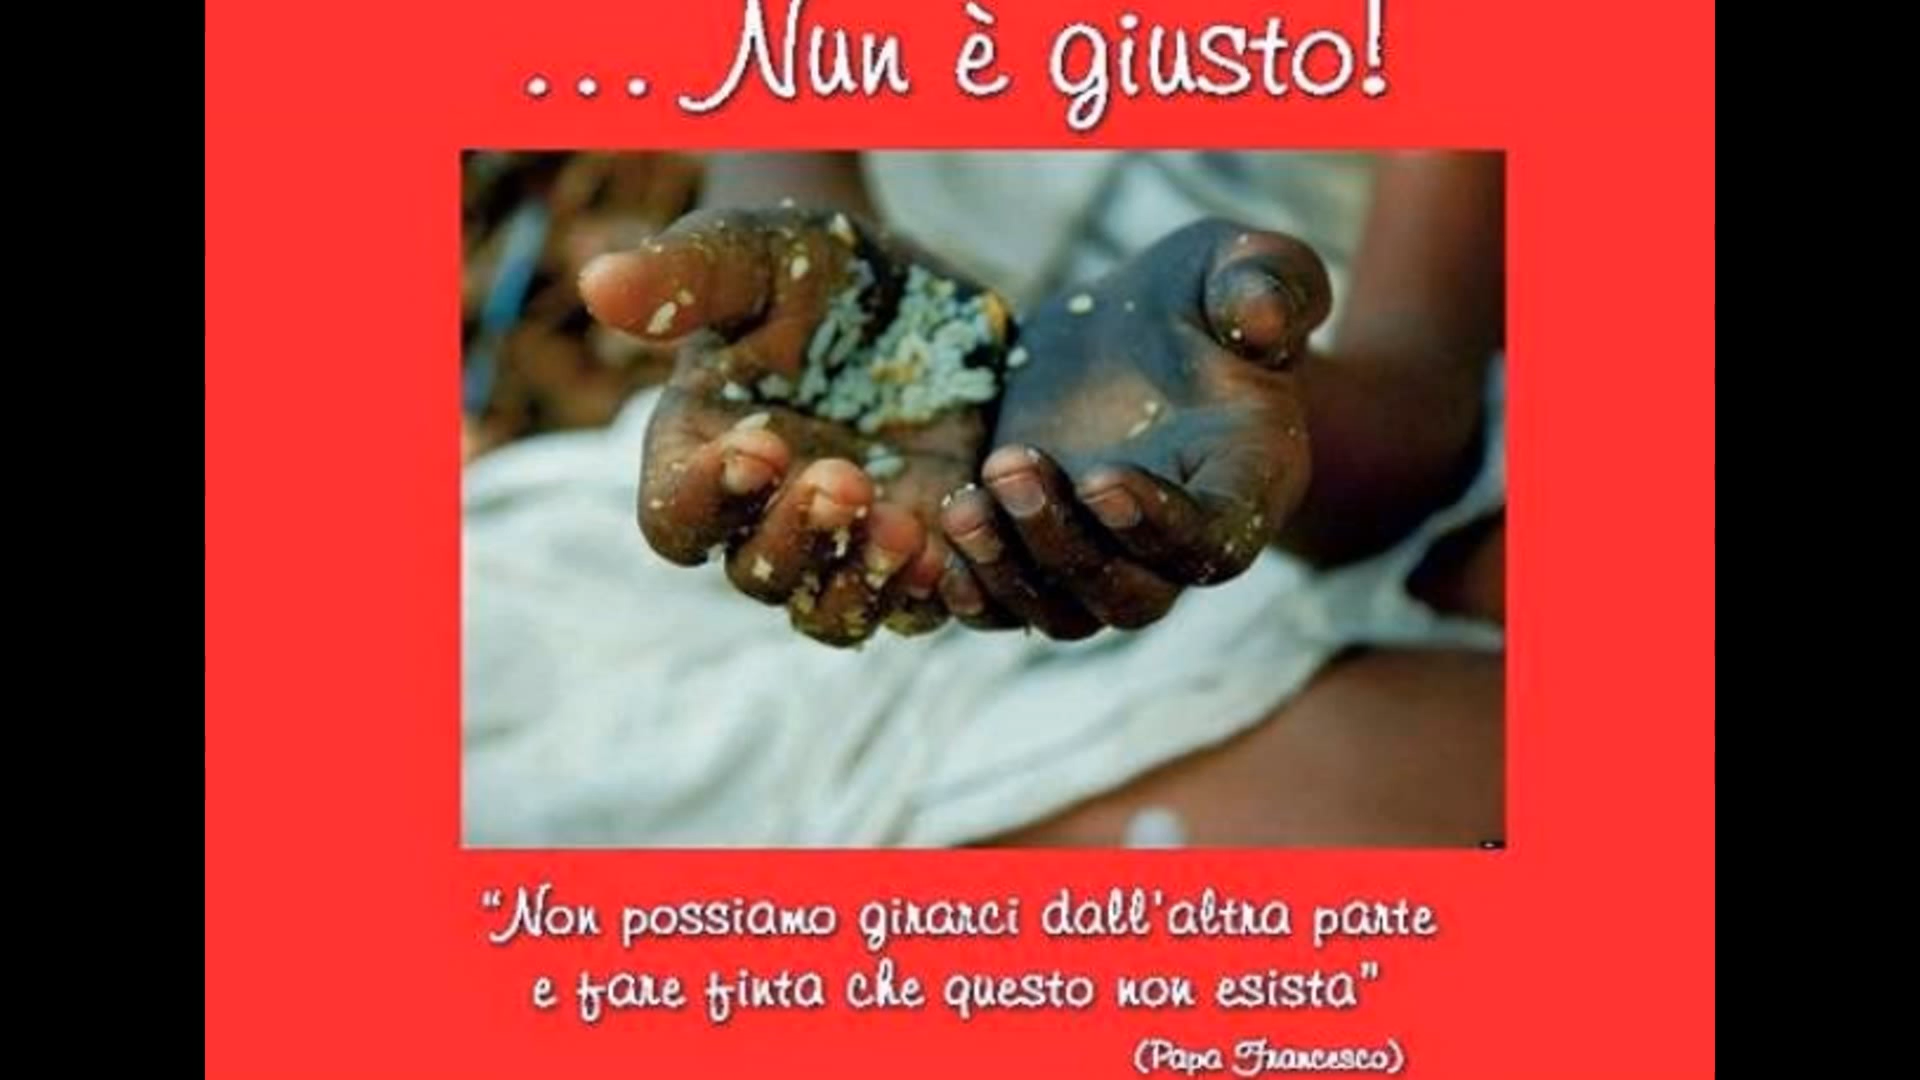 ...Nun è giusto!
“Non possiamo girarci dall'altra parte
e fare finta che questo non esista”
(Papa Francesco)